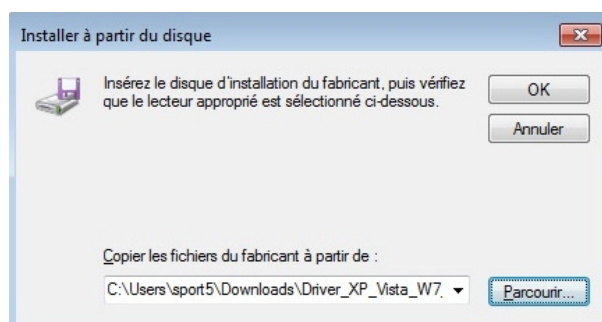 Installer à partir du disque
Insérez le disque d'installation du fabricant, puis vérifiez
que le lecteur approprié est sélectionné ci-dessous.
OK
Annuler
Copier les fichiers du fabricant à partir de :
C:\Users\sport5\Downloads\Driver_XP_Vista_W7.
Parcourir...